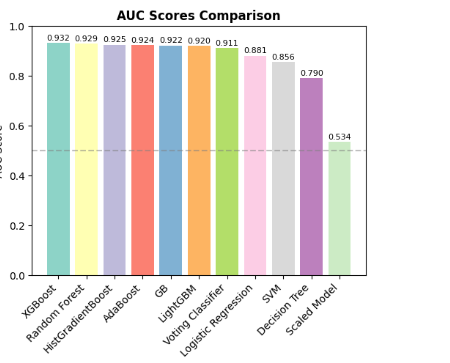 AUC Scores Comparison
1.0
0.8
0.6
0.4
0.2
0.0
0.932
0.929
0.925
0.924
0.922
0.920
0.911
0.881
0.856
0.790
0.534
XGBoost
Random Forest
HistGradientBoost
AdaBoost
GB
LightGBM
Voting Classifier
Logistic Regression
SVM
Decision Tree
Scaled Model